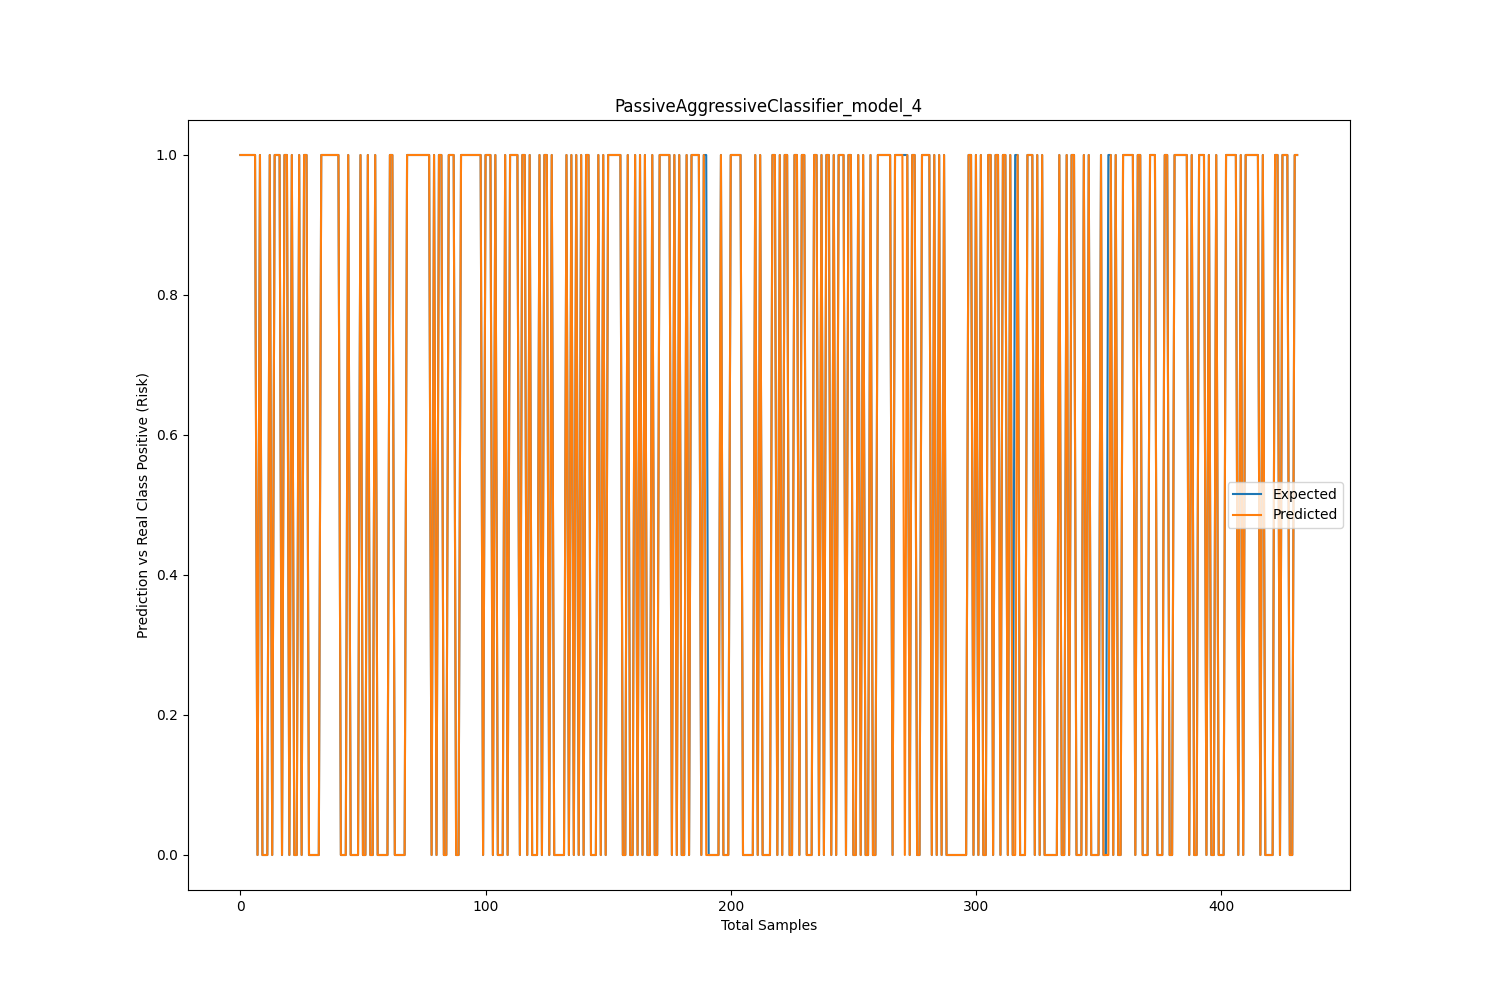 PassiveAggressiveClassifier_model_4
1.0
0.8
0.6
0.4
0.2
0.0
Prediction vs Real Class Positive (Risk)
Expected
Predicted
0 100 200 300 400
Total Samples